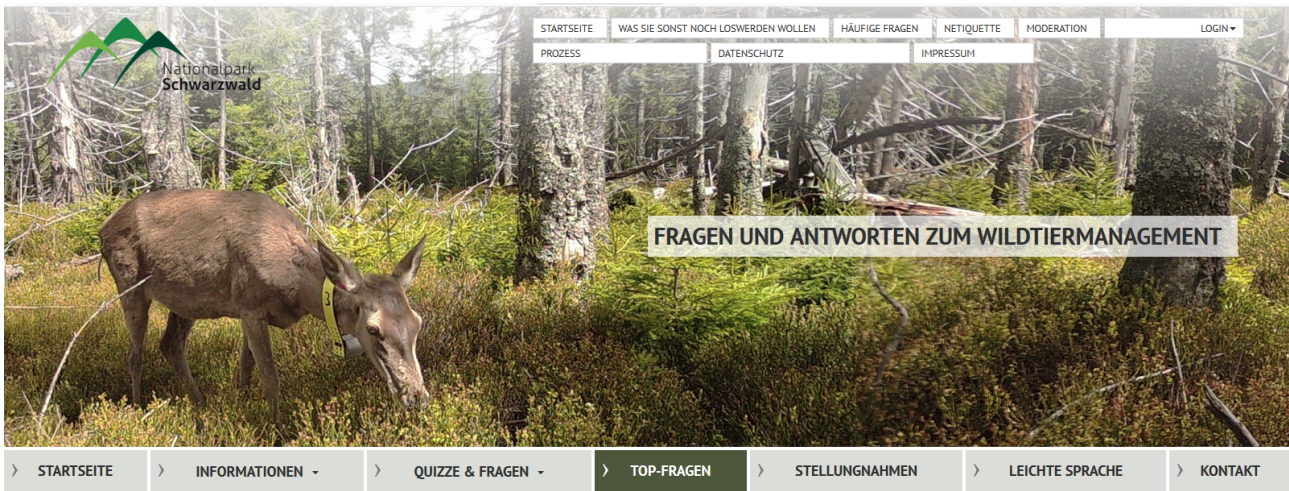 STARTSEITE WAS SIE SONST NOCH LOSWERDEN WOLLEN HÄUFIGE FRAGEN NETIQUETTE MODERATION LOGIN
PROZESS DATENSCHUTZ IMPRESSUM
Nationalpark
Schwarzwald
FRAGEN UND ANTWORTEN ZUM WILDTIERMANAGEMENT
3
STARTSEITE INFORMATIONEN QUIZZE & FRAGEN TOP-FRAGEN STELLUNGNAHMEN LEICHTE SPRACHE KONTAKT